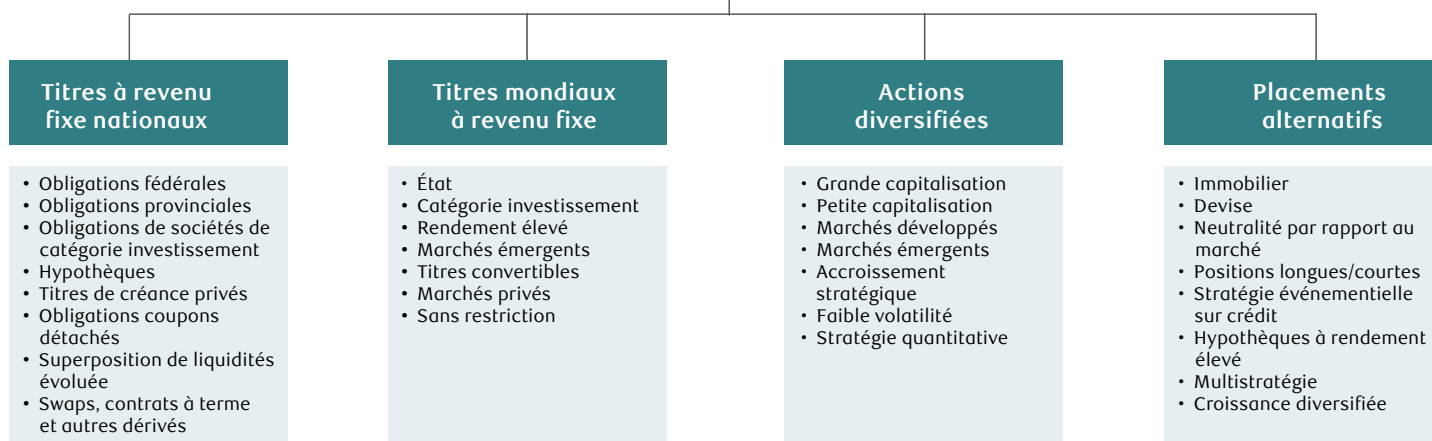 Titres à revenu
fixe nationaux
• Obligations fédérales
• Obligations provinciales
• Obligations de sociétés de
catégorie investissement
• Hypothèques
• Titres de créance privés
• Obligations coupons
détachés
• Superposition de liquidités
évoluée
• Swaps, contrats à terme
et autres dérivés
Titres mondiaux
à revenu fixe
• État
• Catégorie investissement
• Rendement élevé
• Marchés émergents
• Titres convertibles
• Marchés privés
• Sans restriction
Actions
diversifiées
• Grande capitalisation
• Petite capitalisation
• Marchés développés
• Marchés émergents
• Accroissement
stratégique
• Faible volatilité
• Stratégie quantitative
Placements
alternatifs
• Immobilier
• Devise
• Neutralité par rapport au
marché
• Positions longues/courtes
• Stratégie événementielle
sur crédit
• Hypothèques à rendement
élevé
• Multistratégie
• Croissance diversifiée